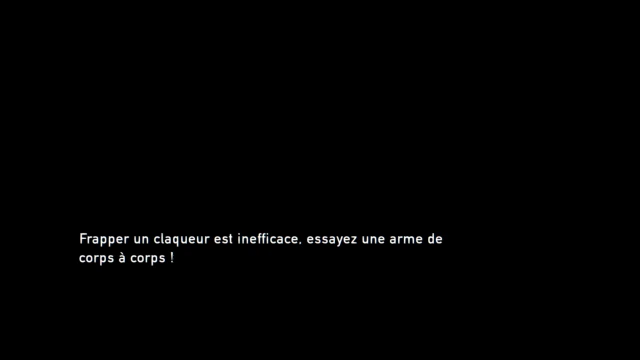 Frapper un claqueur est inefficace, essayez une arme de
corps à corps !